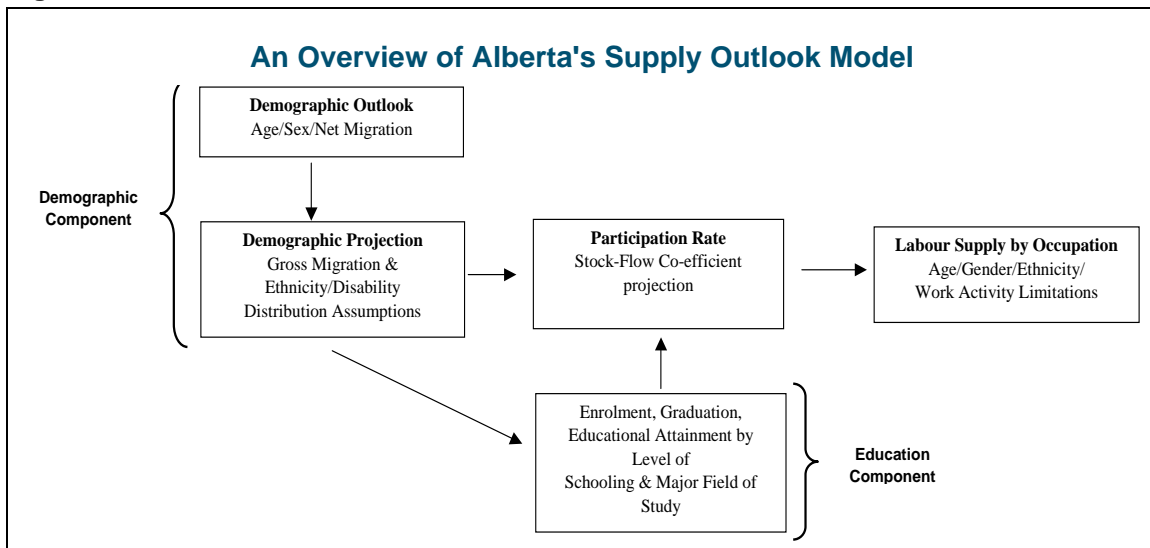 An Overview of Alberta's Supply Outlook Model
Demographic Outlook
Age/Sex/Net Migration
Demographic
Component
Demographic Projection
Gross Migration &
Ethnicity/Disability
Distribution Assumptions
Participation Rate
Stock-Flow Co-efficient
projection
Labour Supply by Occupation
Age/Gender/Ethnicity/
Work Activity Limitations
Enrolment, Graduation,
Educational Attainment by
Level of
Schooling & Major Field of
Study
Education
Component